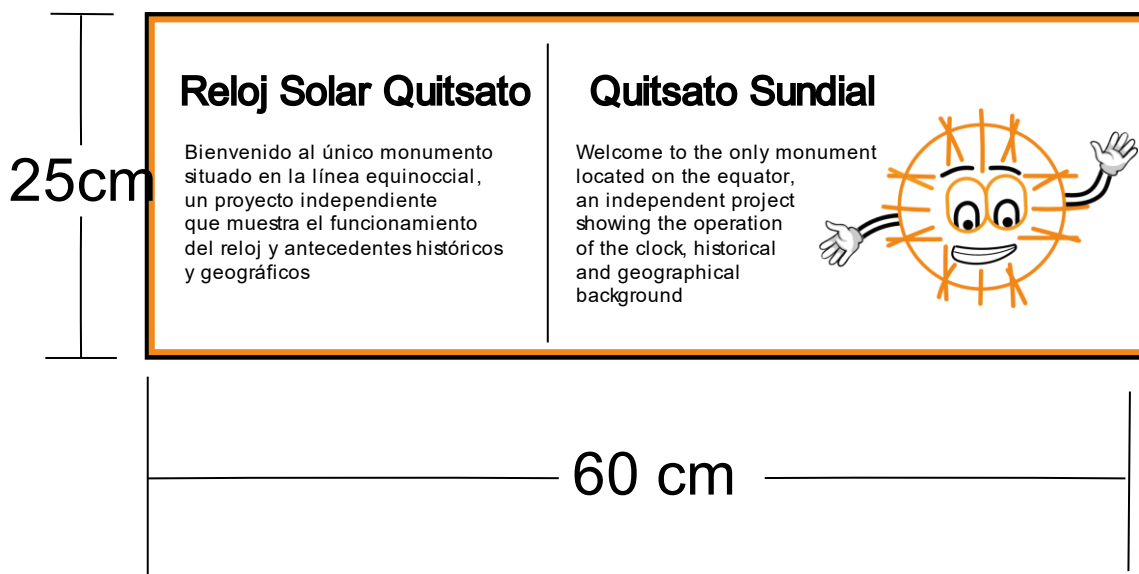 Reloj Solar Quitsato
Bienvenido al único monumento
situado en la línea equinoccial,
un proyecto independiente
que muestra el funcionamiento
del reloj y antecedentes históricos
y geográficos
Quitsato Sundial
Welcome to the only monument
located on the equator,
an independent project
showing the operation
of the clock, historical
and geographical
background
25cm
60 cm